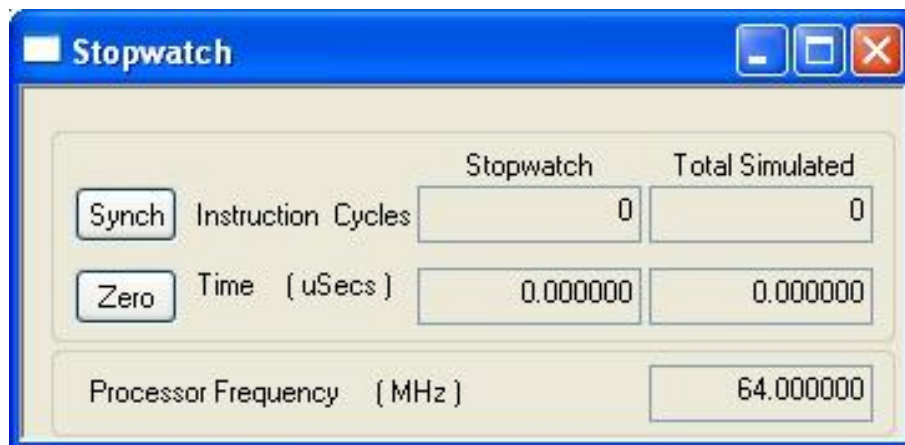 Stopwatch
Stopwatch Total Simulated
Synch Instruction Cycles 0 0
Zero Time ( uSecs ) 0.000000 0.000000
Processor Frequency ( MHz ) 64.000000